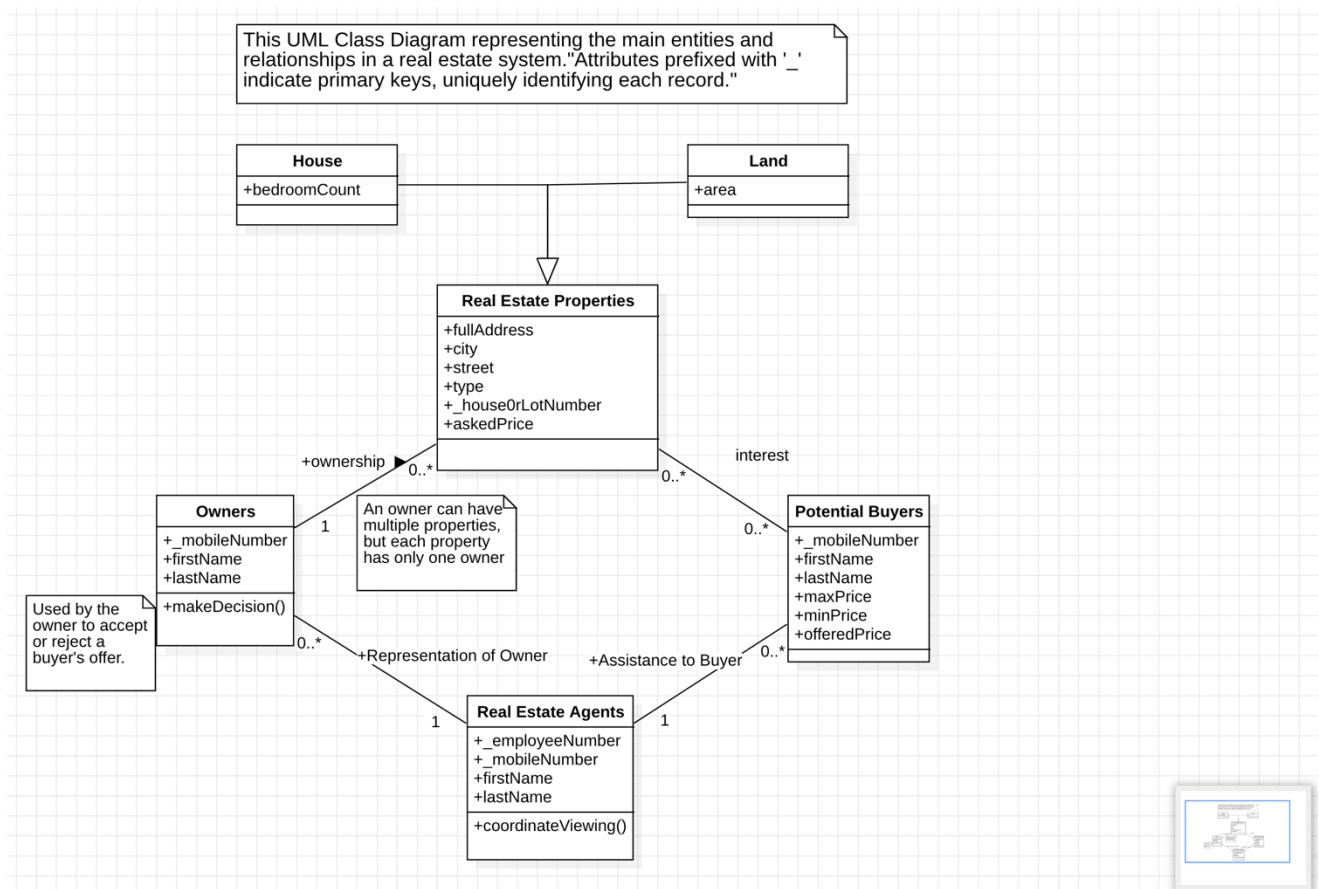 This UML Class Diagram representing the main entities and
relationships in a real estate system."Attributes prefixed with '_'
indicate primary keys, uniquely identifying each record."
House
+bedroomCount
Land
+area
Real Estate Properties
+fullAddress
+city
+street
+type
+_house0rLotNumber
+askedPrice
+ownership ►
0..*
1
An owner can have
multiple properties,
but each property
has only one owner
interest
0..*
0..*
Owners
+_mobileNumber
+firstName
+lastName
+makeDecision()
Used by the
owner to accept
or reject a
buyer's offer.
Potential Buyers
+_mobileNumber
+firstName
+lastName
+maxPrice
+minPrice
+offeredPrice
0..*
+Representation of Owner
1
+Assistance to Buyer
0..*
1
Real Estate Agents
+_employeeNumber
+_mobileNumber
+firstName
+lastName
+coordinateViewing()